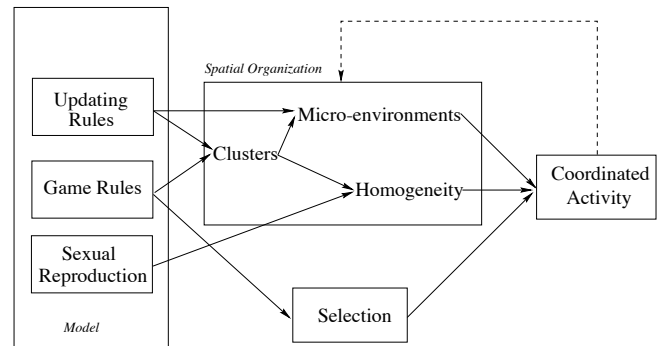 Spatial Organization
Updating
Rules
Micro-environments
Clusters
Game Rules
Homogeneity
Coordinated
Activity
Sexual
Reproduction
Selection
Model